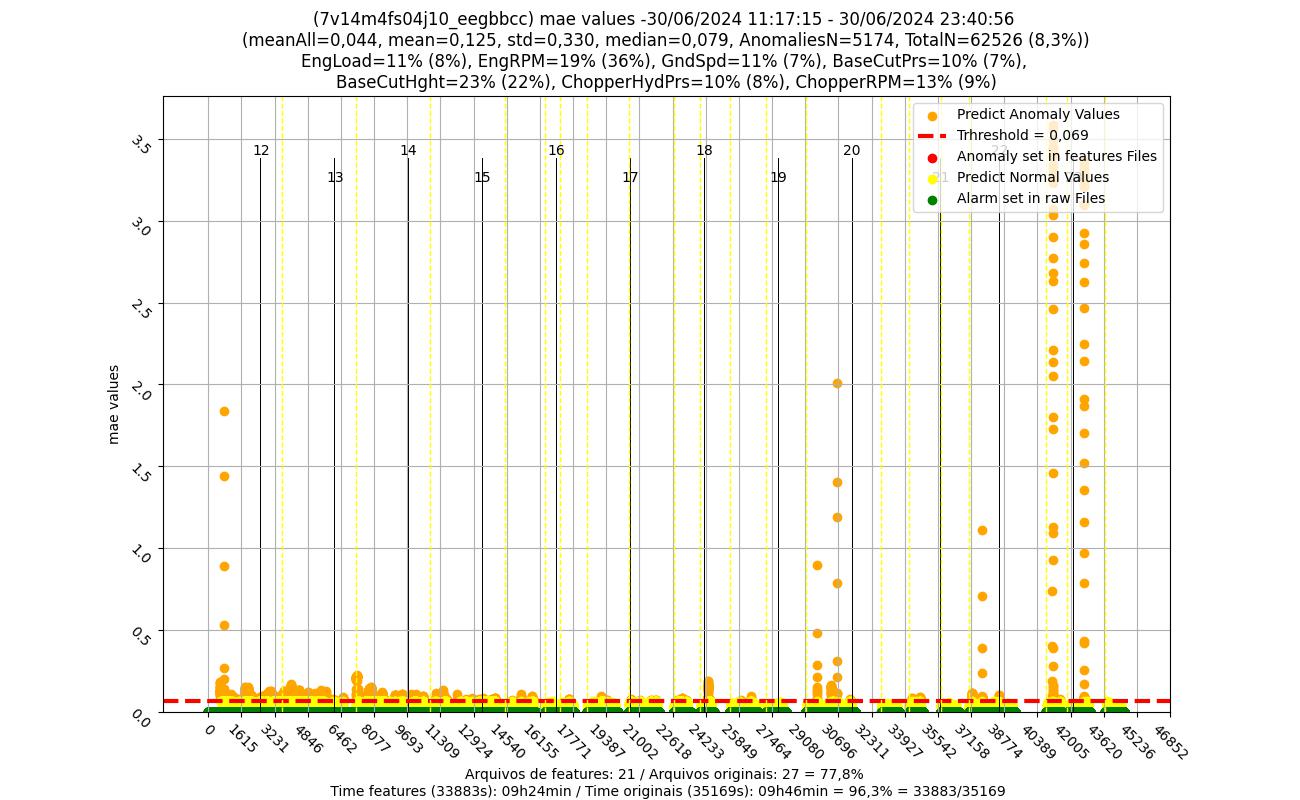 (7v14m4fs04j10_eegbbcc) mae values -30/06/2024 11:17:15 - 30/06/2024 23:40:56
(meanAll=0,044, mean=0,125, std=0,330, median=0,079, AnomaliesN=5174, TotalN=62526 (8,3%))
EngLoad=11% (8%), EngRPM=19% (36%), GndSpd=11% (7%), BaseCutPrs=10% (7%),
BaseCutHght=23% (22%), ChopperHydPrs=10% (8%), ChopperRPM=13% (9%)
Predict Anomaly Values
Trhreshold = 0,069
Anomaly set in features Files
Predict Normal Values
Alarm set in raw Files
12 14 16 18 20 22
13 15 17 19 21
mae values
3.5
3.0
2.5
2.0
1.5
1.0
0.5
0.0
0 1615 3231 4846 6462 8077 9693 11309 12924 14540 16155 17771 19387 21002 22618 24233 25849 27464 29080 30696 32311 33927 35542 37158 38774 40389 42005 43620 45236 46852
Arquivos de features: 21 / Arquivos originais: 27 = 77,8%
Time features (33883s): 09h24min / Time originais (35169s): 09h46min = 96,3% = 33883/35169